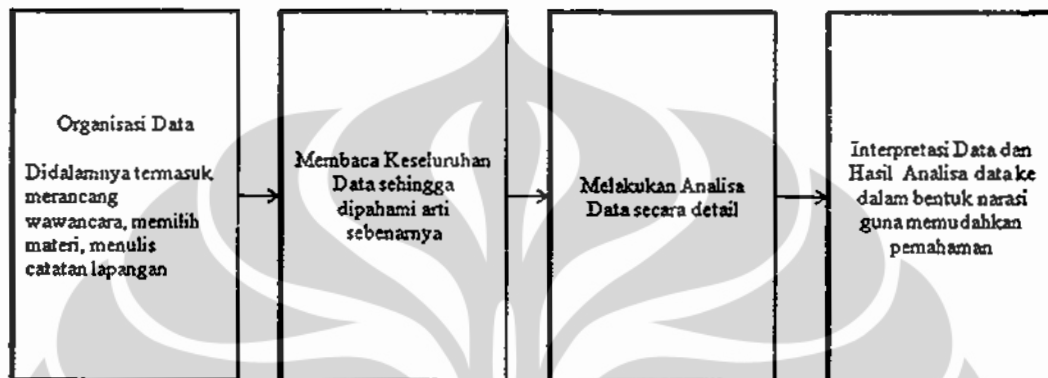 Organisasi Data
Didalamnya termasuk
merancang
wawancara, memilih
materi, menulis
catatan lapangan
Membaca Keseluruhan
Data sehingga
dipahami arti
sebenarnya
Melakukan Analisa
Data secara detail
Interpretasi Data dan
Hasil Analisa data ke
dalam bentuk narasi
guna memudahkan
pemahaman